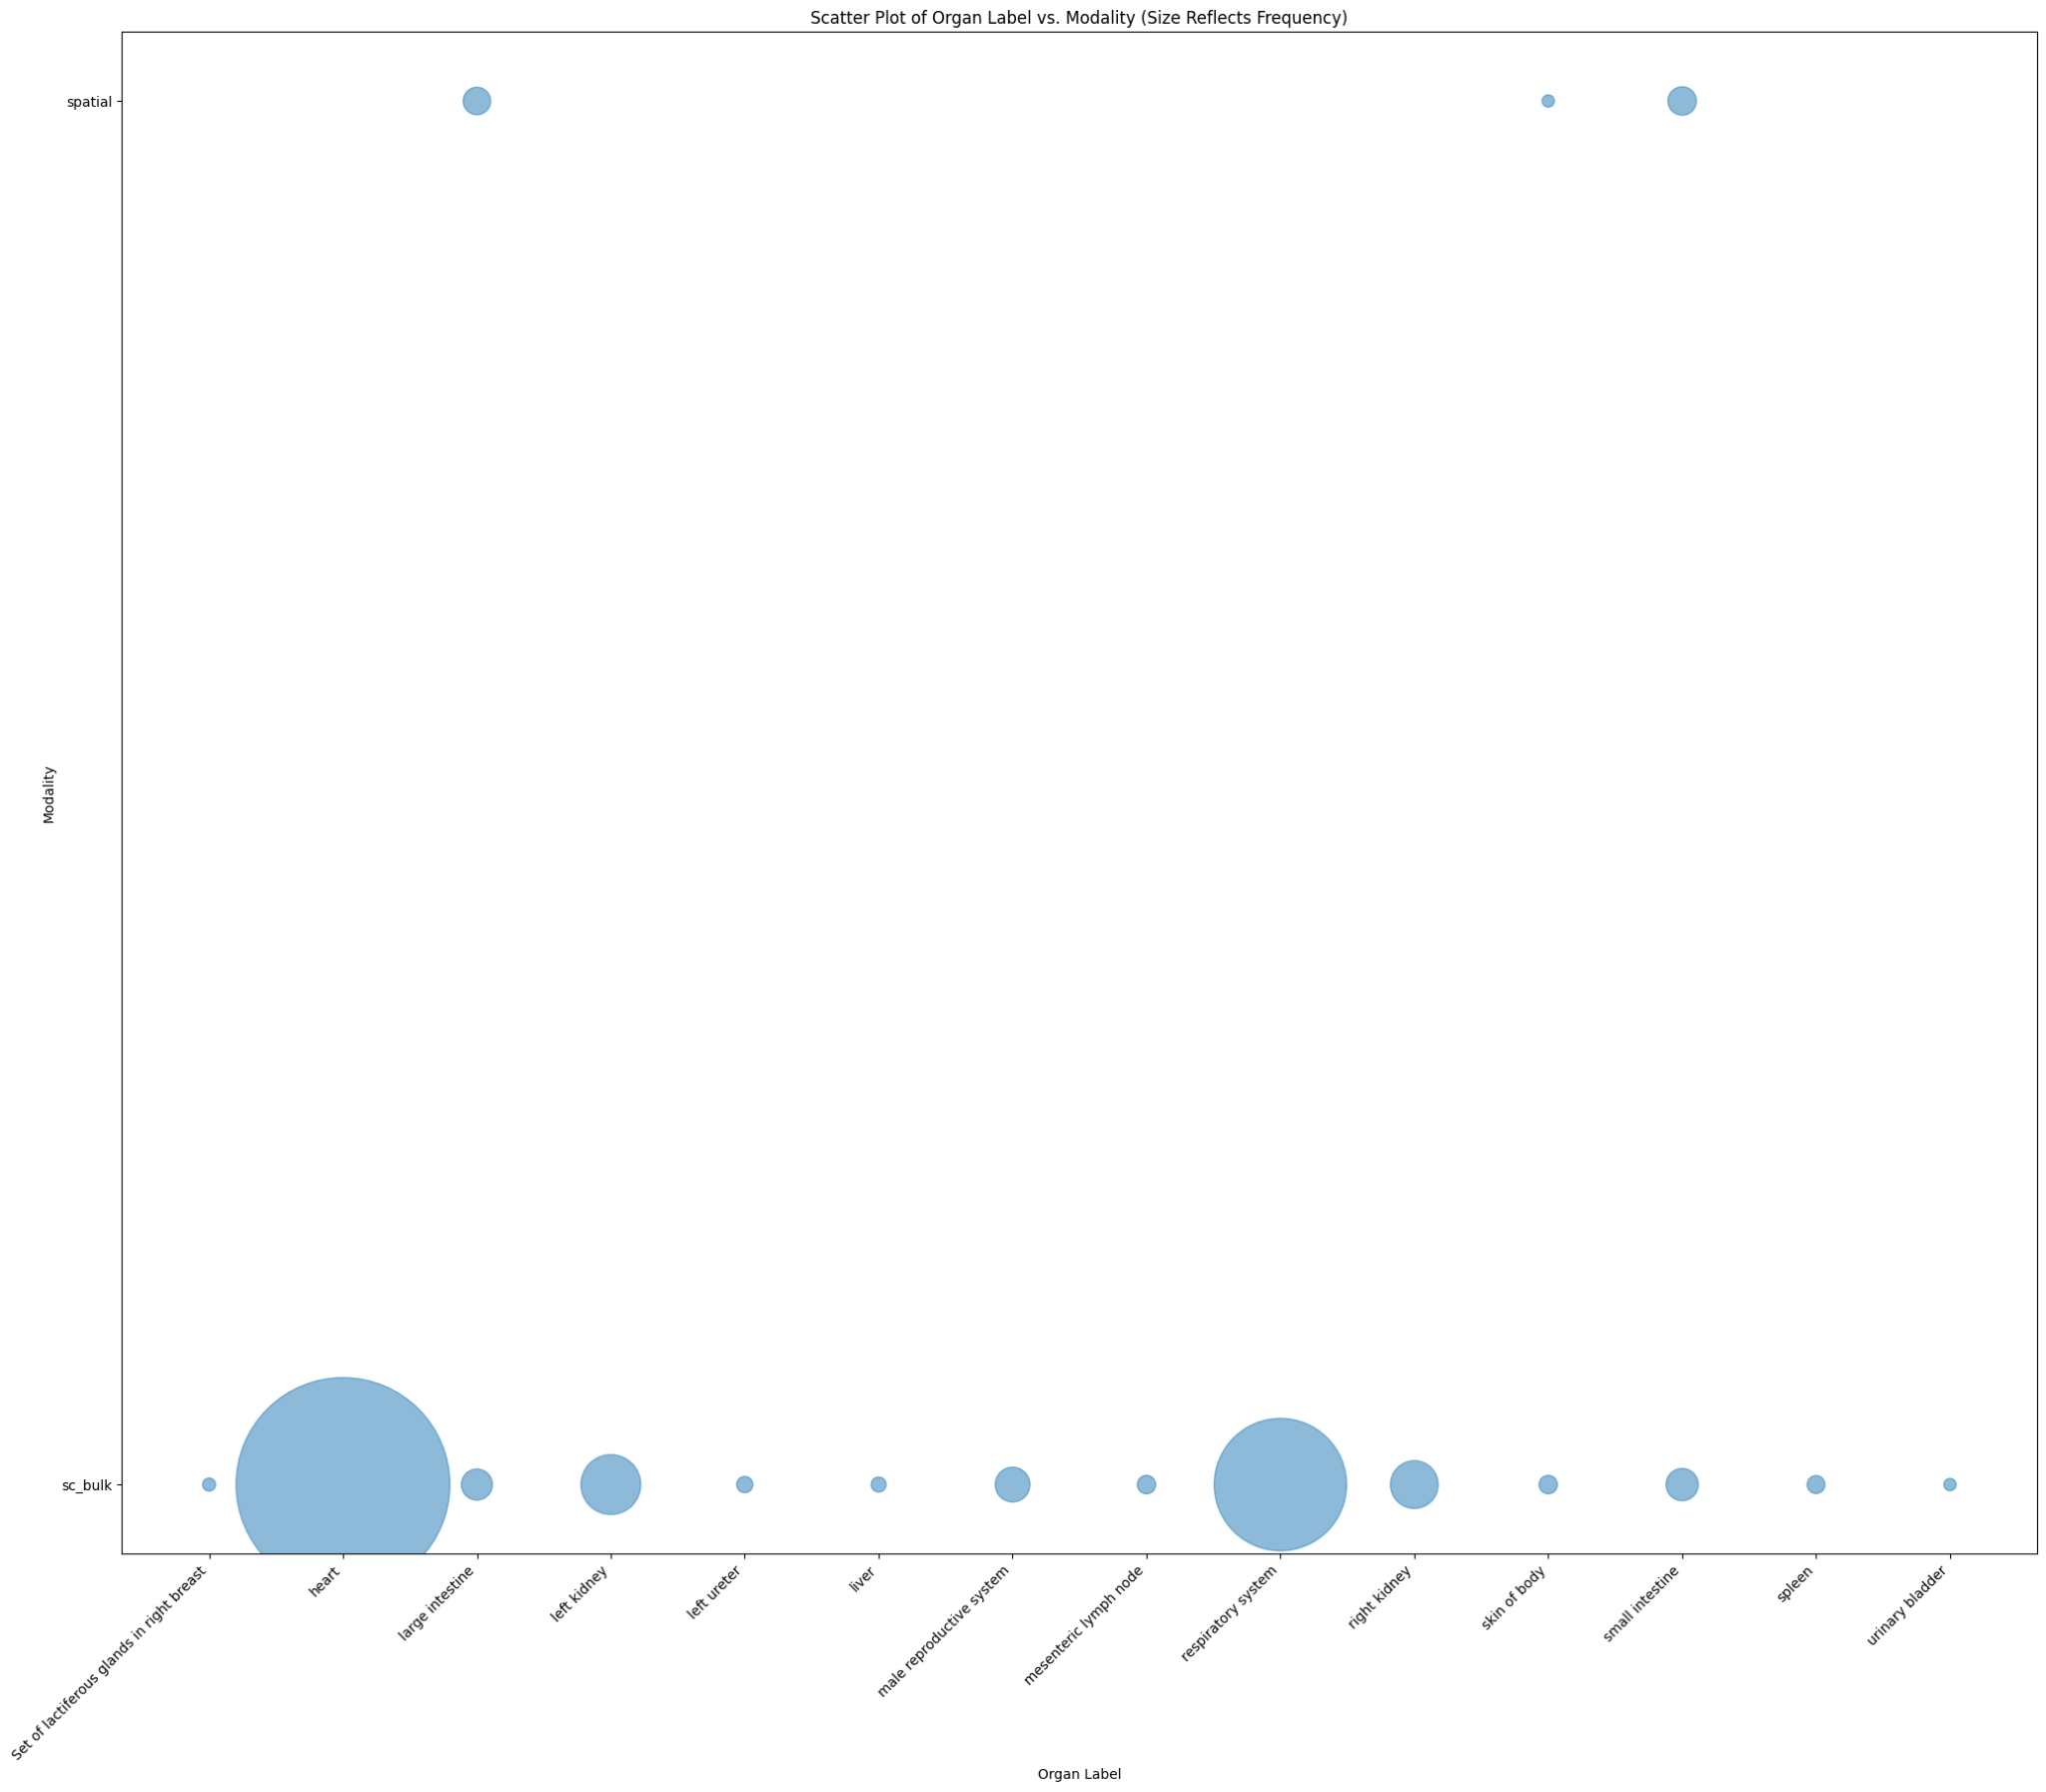 Scatter Plot of Organ Label vs. Modality (Size Reflects Frequency)
spatial
Modality
sc_bulk
Set of lactiferous glands in right breast
heart
large intestine
left kidney
left ureter
liver
male reproductive system
mesenteric lymph node
respiratory system
right kidney
skin of body
small intestine
spleen
urinary bladder
Organ Label